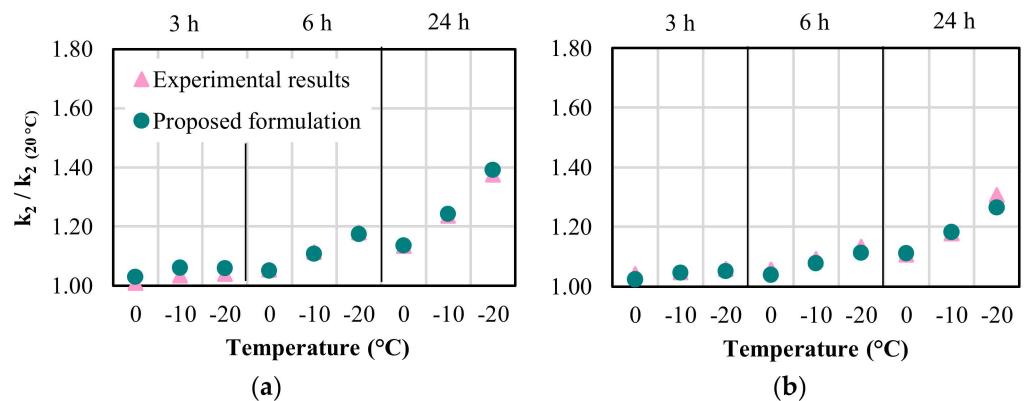 3 h 6 h 24 h
1.80
1.60
1.40
1.20
1.00
Experimental results
Proposed formulation
k2 / k2 (20 °C)
0 -10 -20 0 -10 -20 0 -10 -20
Temperature (°C)
(a)
3 h 6 h 24 h
1.80
1.60
1.40
1.20
1.00
0 -10 -20 0 -10 -20 0 -10 -20
Temperature (°C)
(b)